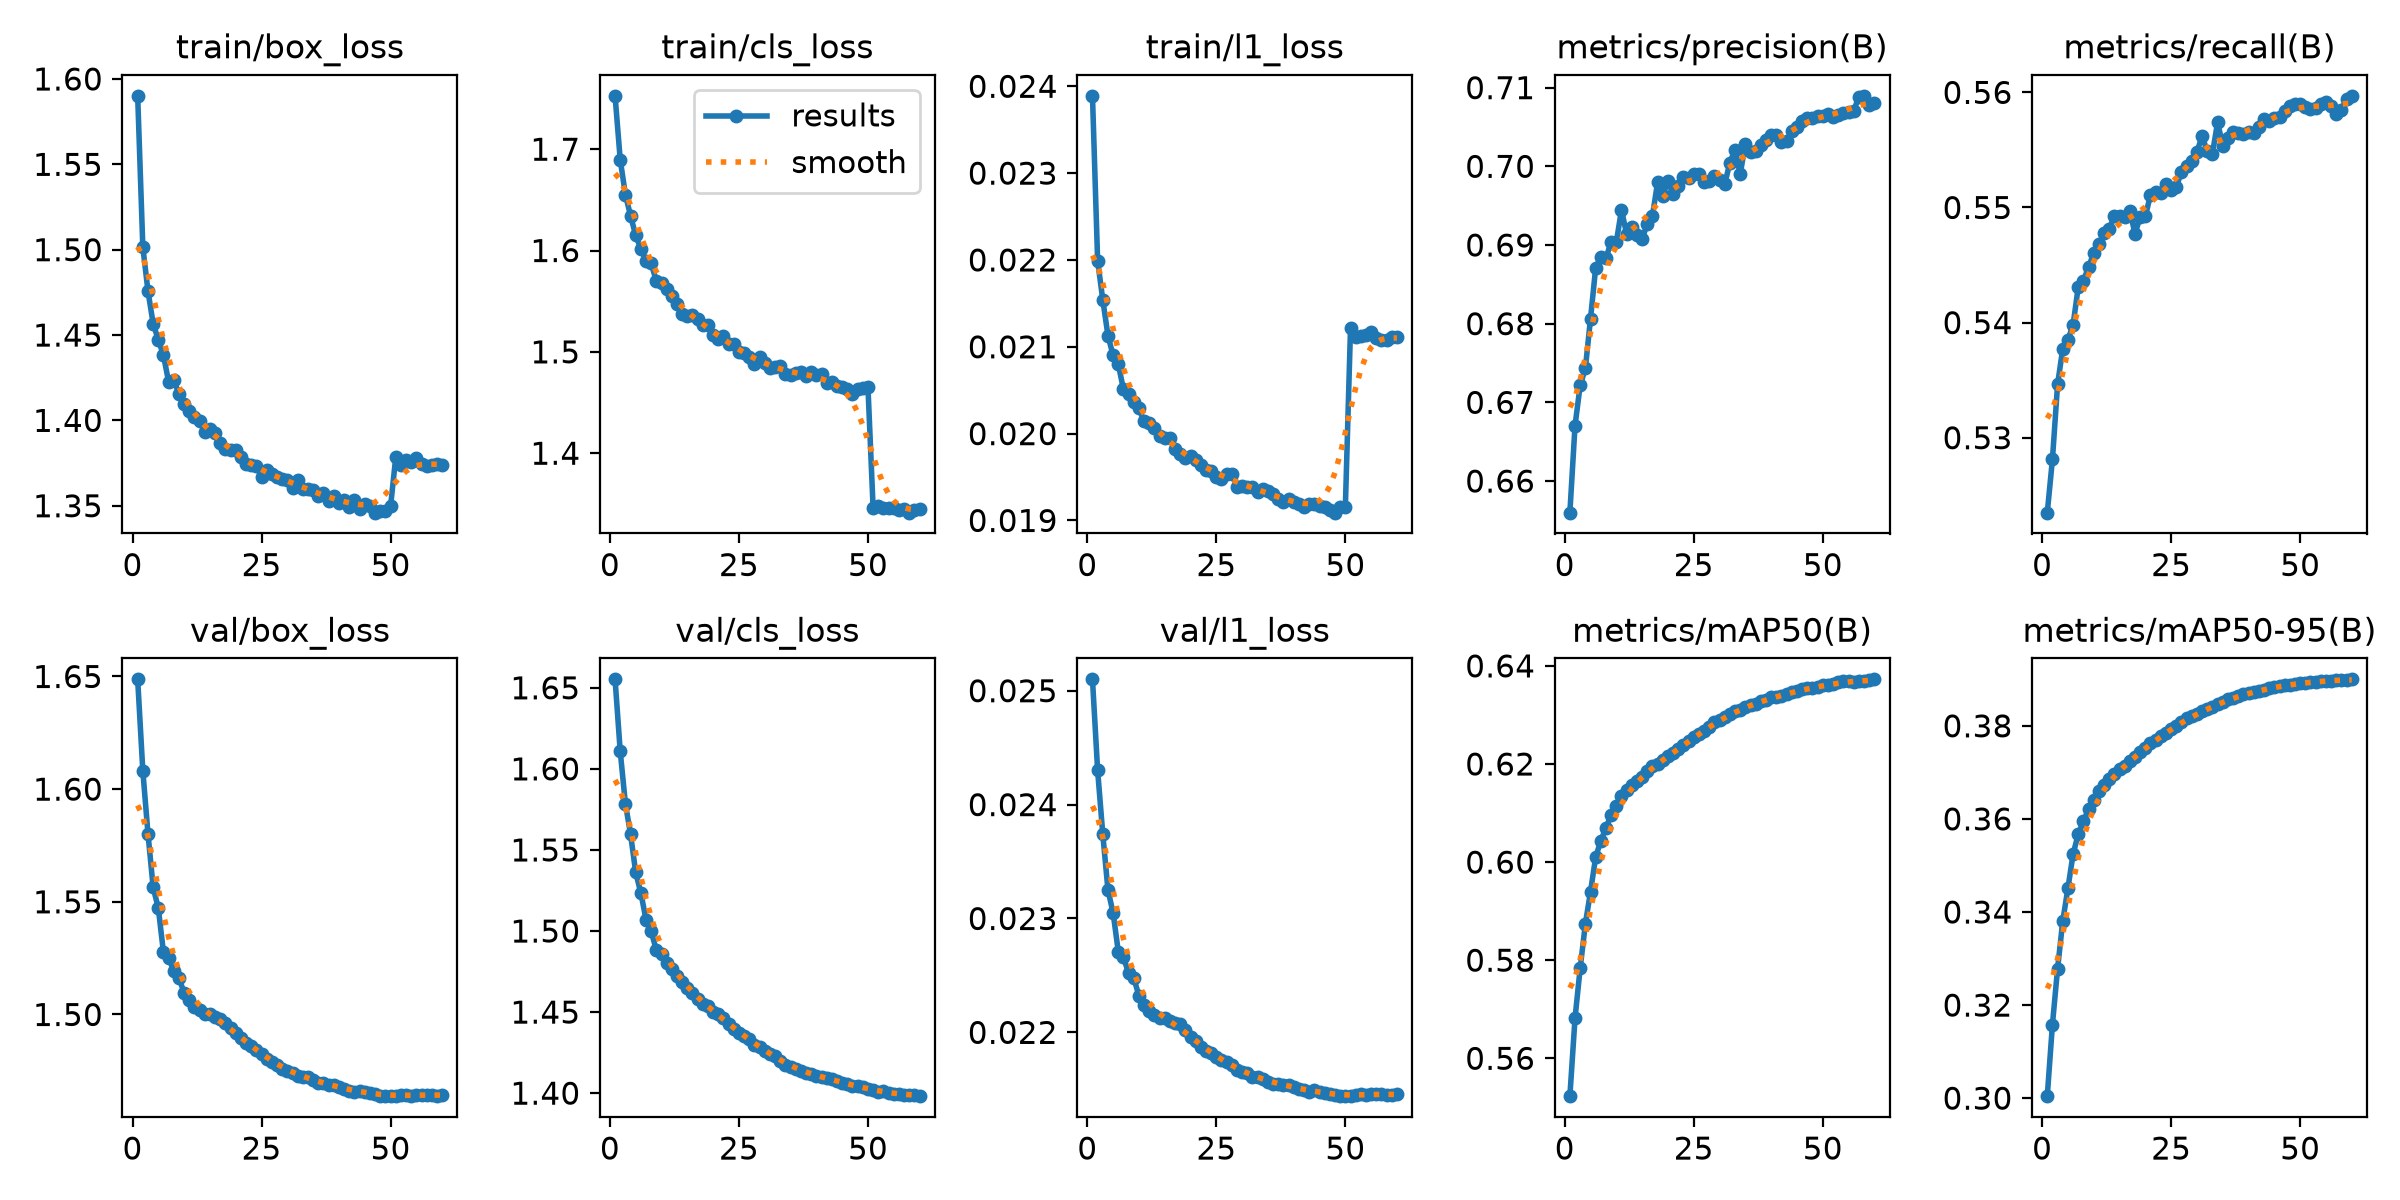 train/box_loss
1.60
1.55
1.50
1.45
1.40
1.35
0 25 50
train/cls_loss
results
smooth
1.7
1.6
1.5
1.4
0 25 50
train/l1_loss
0.024
0.023
0.022
0.021
0.020
0.019
0 25 50
metrics/precision(B)
0.71
0.70
0.69
0.68
0.67
0.66
0 25 50
metrics/recall(B)
0.56
0.55
0.54
0.53
0 25 50
val/box_loss
1.65
1.60
1.55
1.50
0 25 50
val/cls_loss
1.65
1.60
1.55
1.50
1.45
1.40
0 25 50
val/l1_loss
0.025
0.024
0.023
0.022
0 25 50
metrics/mAP50(B)
0.64
0.62
0.60
0.58
0.56
0 25 50
metrics/mAP50-95(B)
0.38
0.36
0.34
0.32
0.30
0 25 50